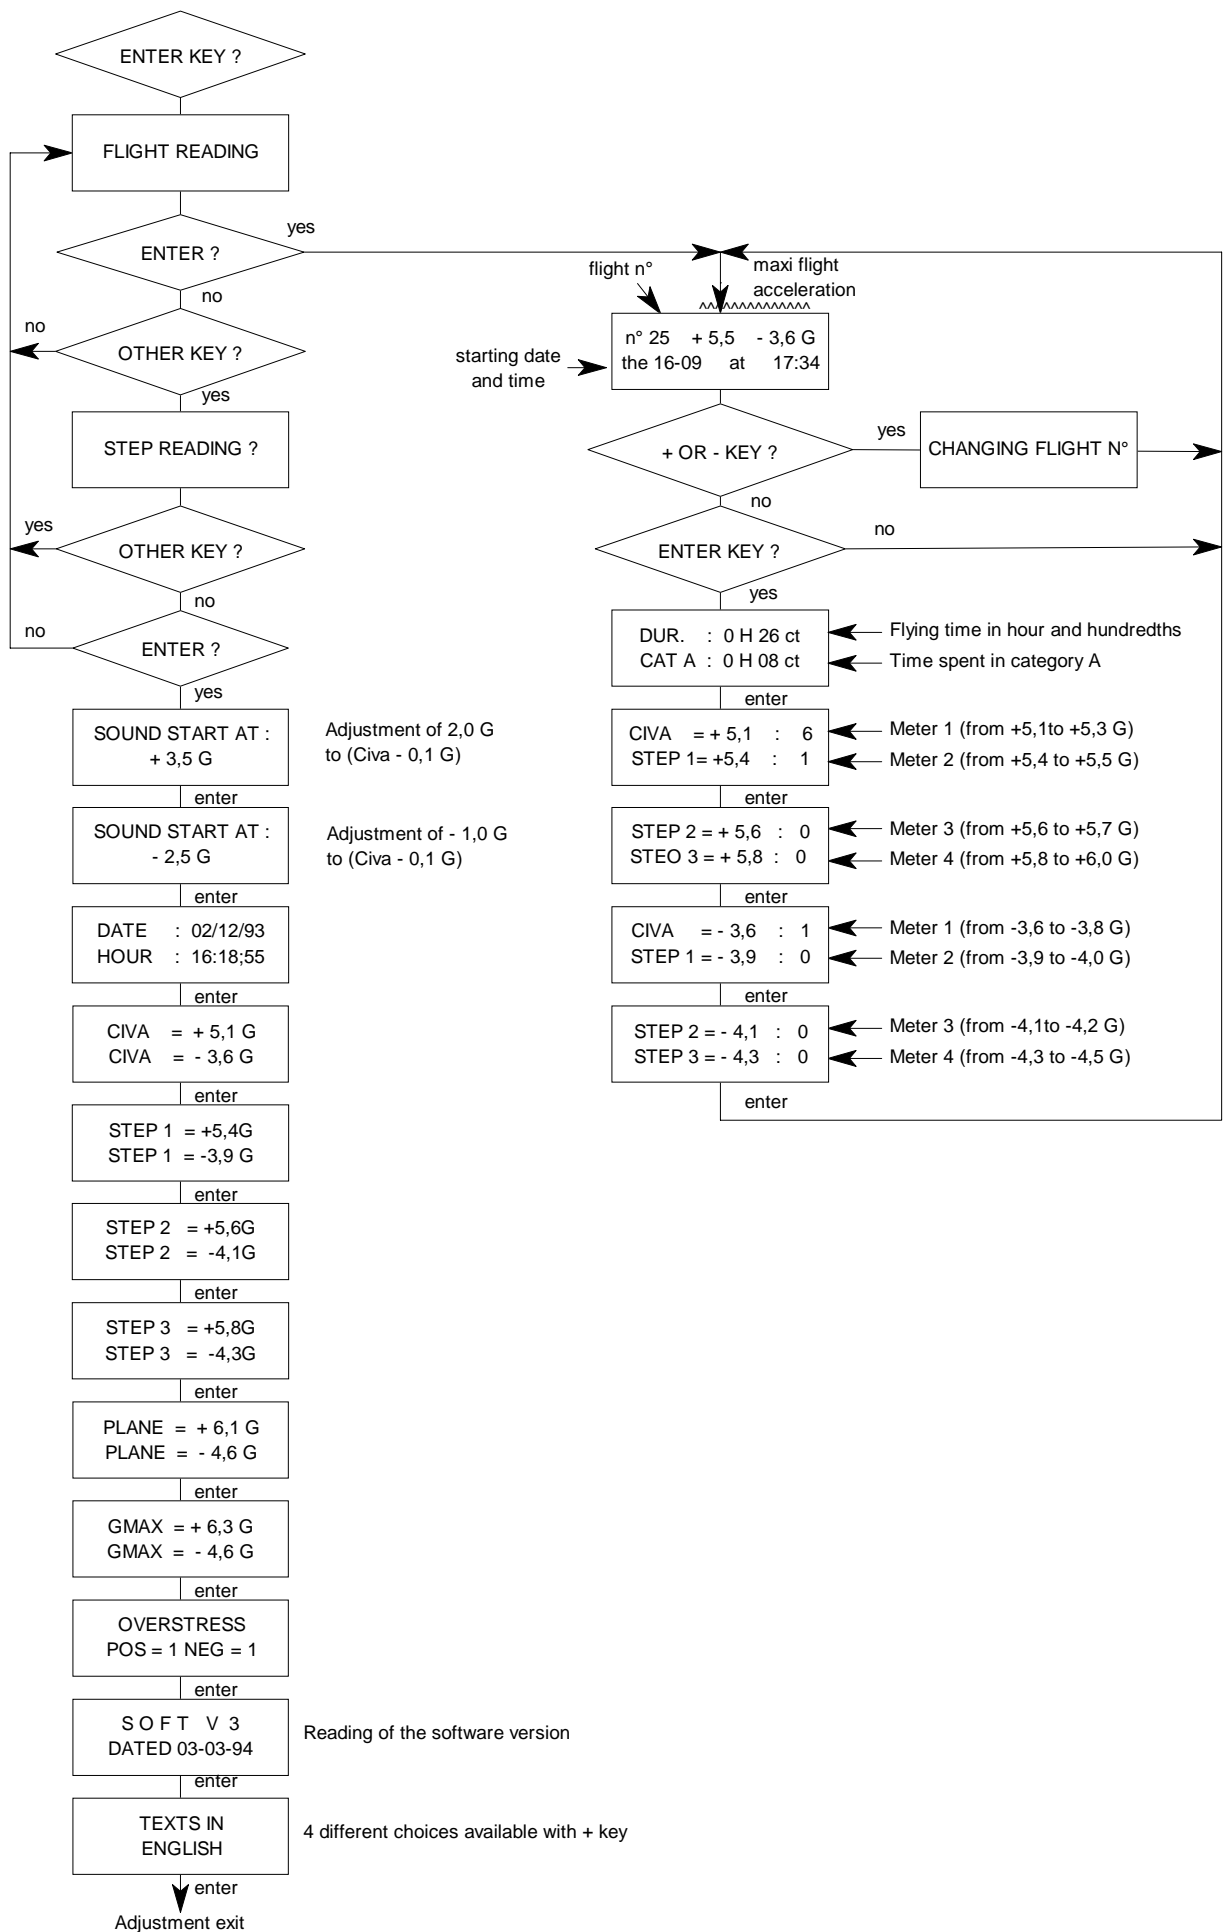 ENTER KEY ?
FLIGHT READING
ENTER ?
yes
no
no
OTHER KEY ?
yes
STEP READING ?
yes
OTHER KEY ?
no
no
ENTER ?
yes
SOUND START AT :
+ 3,5 G
Adjustment of 2,0 G
to (Civa - 0,1 G)
enter
SOUND START AT :
- 2,5 G
Adjustment of - 1,0 G
to (Civa - 0,1 G)
enter
DATE : 02/12/93
HOUR : 16:18;55
enter
CIVA = + 5,1 G
CIVA = - 3,6 G
enter
STEP 1 = +5,4G
STEP 1 = -3,9 G
enter
STEP 2 = +5,6G
STEP 2 = -4,1G
enter
STEP 3 = +5,8G
STEP 3 = -4,3G
enter
PLANE = + 6,1 G
PLANE = - 4,6 G
enter
GMAX = + 6,3 G
GMAX = - 4,6 G
enter
OVERSTRESS
POS = 1 NEG = 1
enter
S O F T V 3
DATED 03-03-94
Reading of the software version
enter
TEXTS IN
ENGLISH
4 different choices available with + key
enter
Adjustment exit
flight n°
maxi flight
acceleration
^^^^^^^^^^^^^^
starting date
and time
n° 25 + 5,5 - 3,6 G
the 16-09 at 17:34
+ OR - KEY ?
yes
CHANGING FLIGHT N°
no
ENTER KEY ?
no
yes
DUR. : 0 H 26 ct
CAT A : 0 H 08 ct
Flying time in hour and hundredths
Time spent in category A
enter
CIVA = + 5,1 : 6
STEP 1= +5,4 : 1
Meter 1 (from +5,1to +5,3 G)
Meter 2 (from +5,4 to +5,5 G)
enter
STEP 2 = + 5,6 : 0
STEO 3 = + 5,8 : 0
Meter 3 (from +5,6 to +5,7 G)
Meter 4 (from +5,8 to +6,0 G)
enter
CIVA = - 3,6 : 1
STEP 1 = - 3,9 : 0
Meter 1 (from -3,6 to -3,8 G)
Meter 2 (from -3,9 to -4,0 G)
enter
STEP 2 = - 4,1 : 0
STEP 3 = - 4,3 : 0
Meter 3 (from -4,1to -4,2 G)
Meter 4 (from -4,3 to -4,5 G)
enter